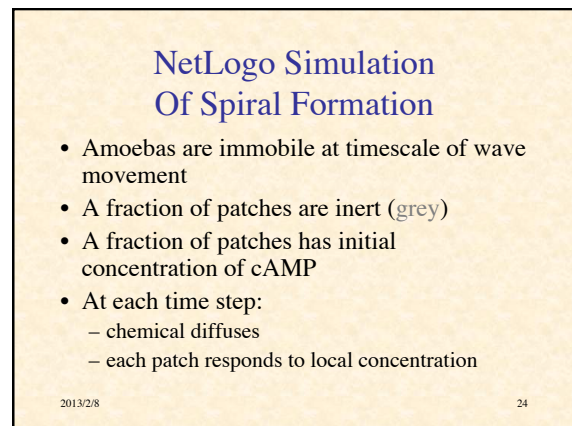 NetLogo Simulation
Of Spiral Formation
• Amoebas are immobile at timescale of wave
movement
• A fraction of patches are inert (grey)
• A fraction of patches has initial
concentration of cAMP
• At each time step:
– chemical diffuses
– each patch responds to local concentration
2013/2/8
24